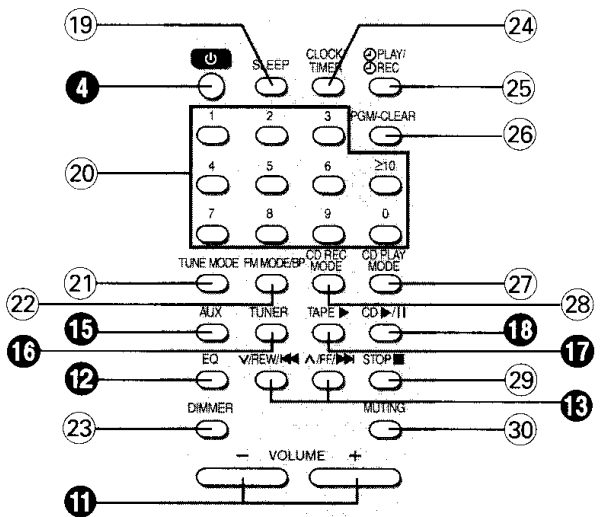 19 24
⏻ SLEEP CLOCK/ TIMER ⏲PLAY/ ⏲REC
4 25
1 2 3 PGM/-CLEAR
26
20 4 5 6 ≥10
7 8 9 0
TUNE MODE FM MODE/BP CD REC MODE CD PLAY MODE
21 27
22 28
AUX TUNER TAPE ▶ CD ▶/II
15 18
16 17
EQ ∨/REW/⏮ ∧/FF/⏭ STOP ■
12 29
13
DIMMER MUTING
23 30
− VOLUME +
11